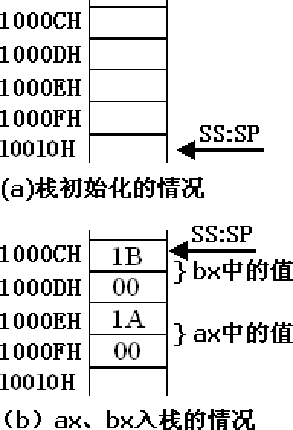 1000CH
1000DH
1000EH
1000FH
10010H
SS:SP
(a)栈初始化的情况
SS:SP
1000CH 1B
1000DH 00
}bx中的值
1000EH 1A
1000FH 00
}ax中的值
10010H
（b）ax、bx入栈的情况